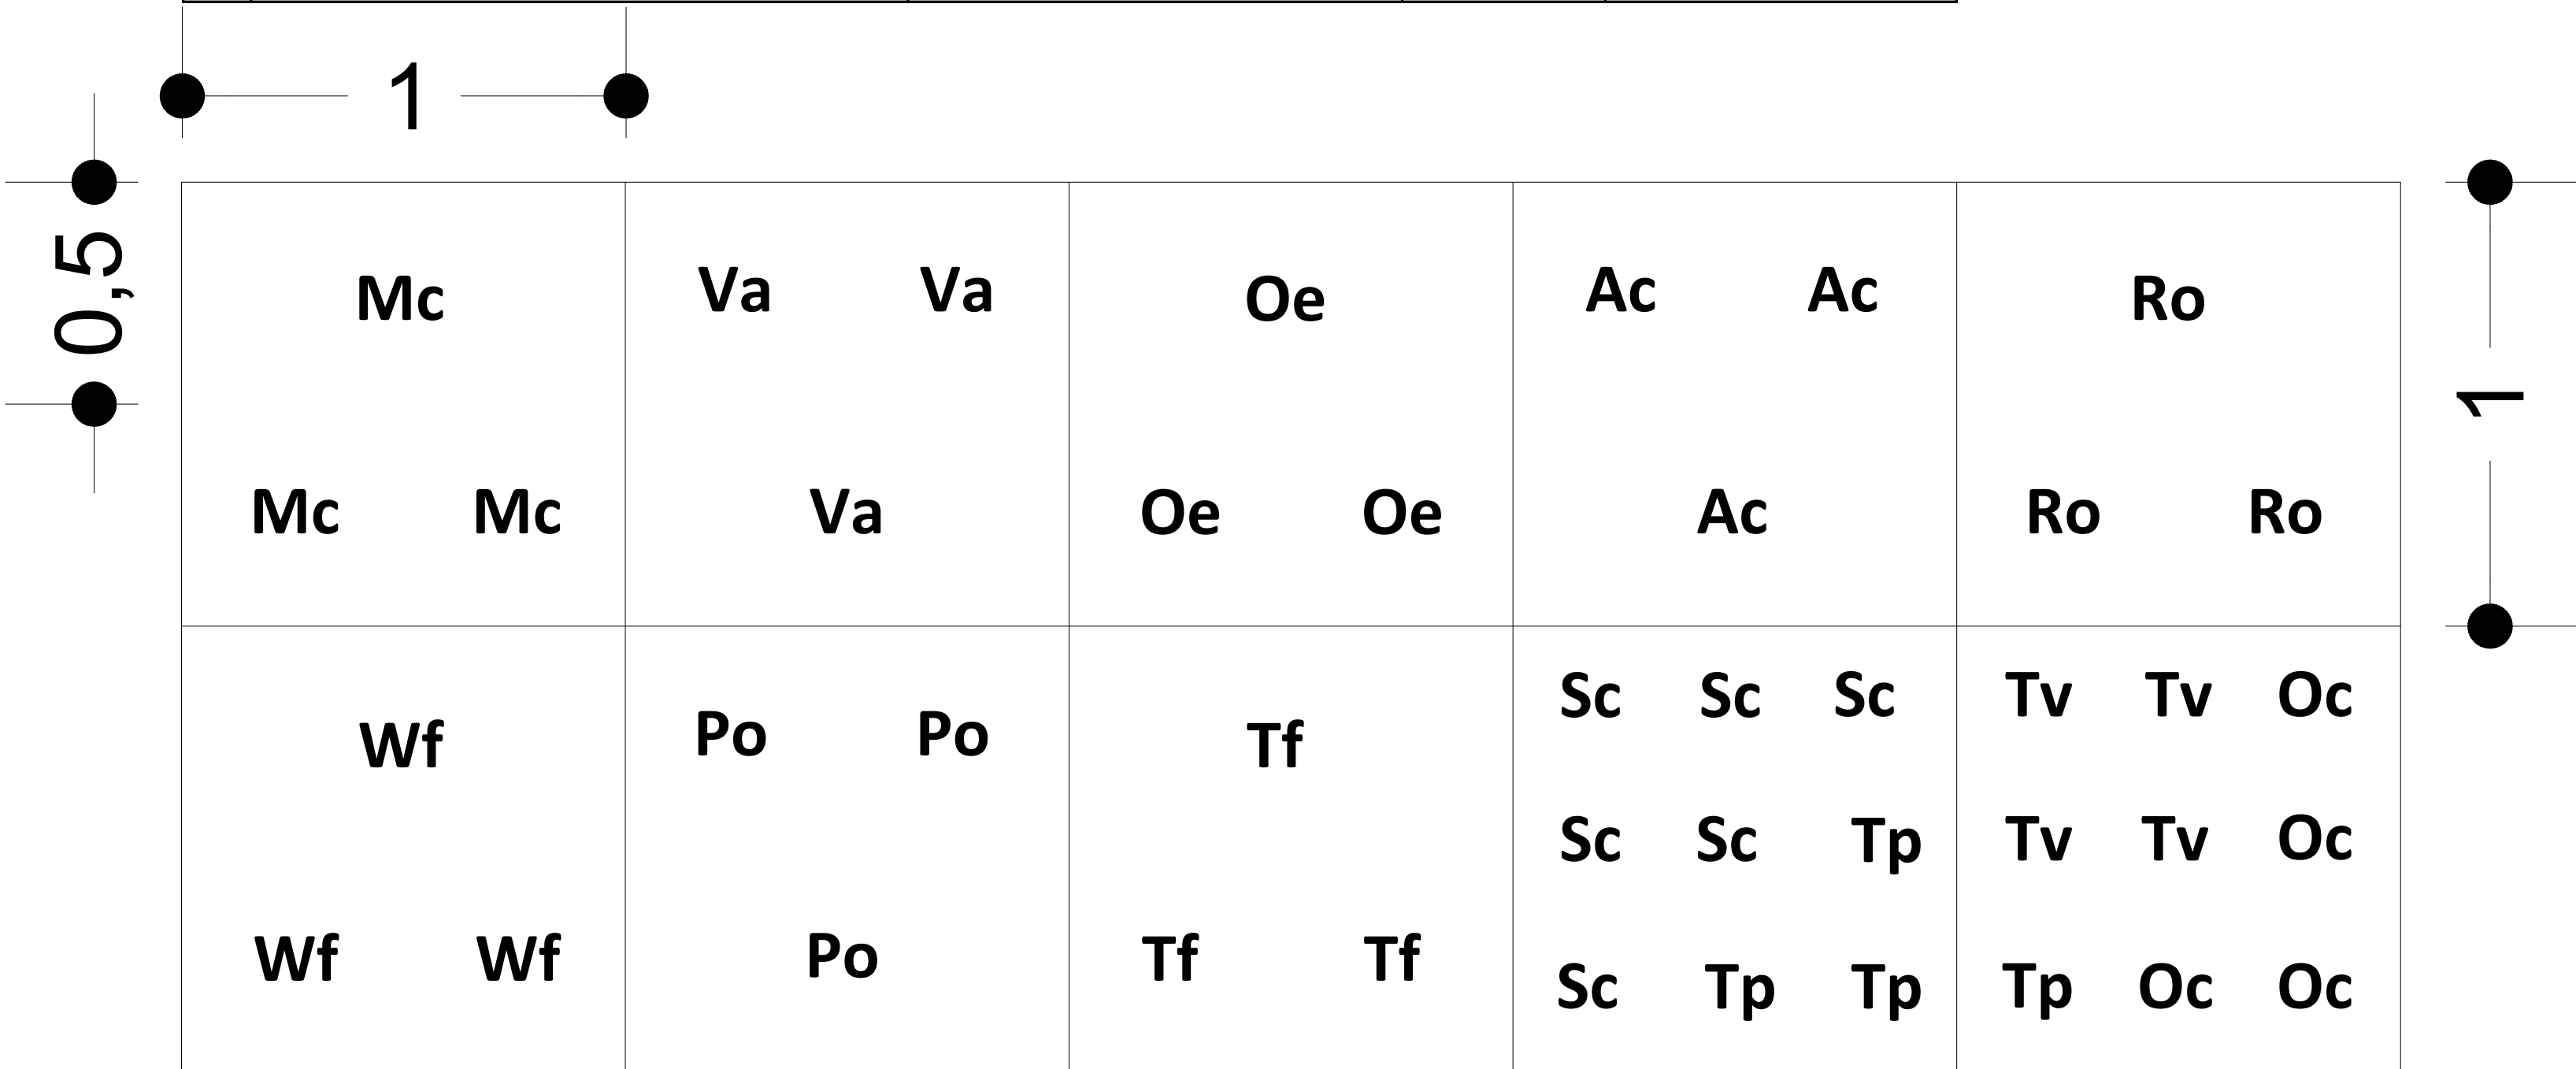 1
0,5
Mc Va Va Oe Ac Ac Ro
1
Mc Mc Va Oe Oe Ac Ro Ro
Sc Sc Sc Tv Tv Oc
Wf Po Po Tf
Sc Sc Tp Tv Tv Oc
Wf Wf Po Tf Tf
Sc Tp Tp Tp Oc Oc